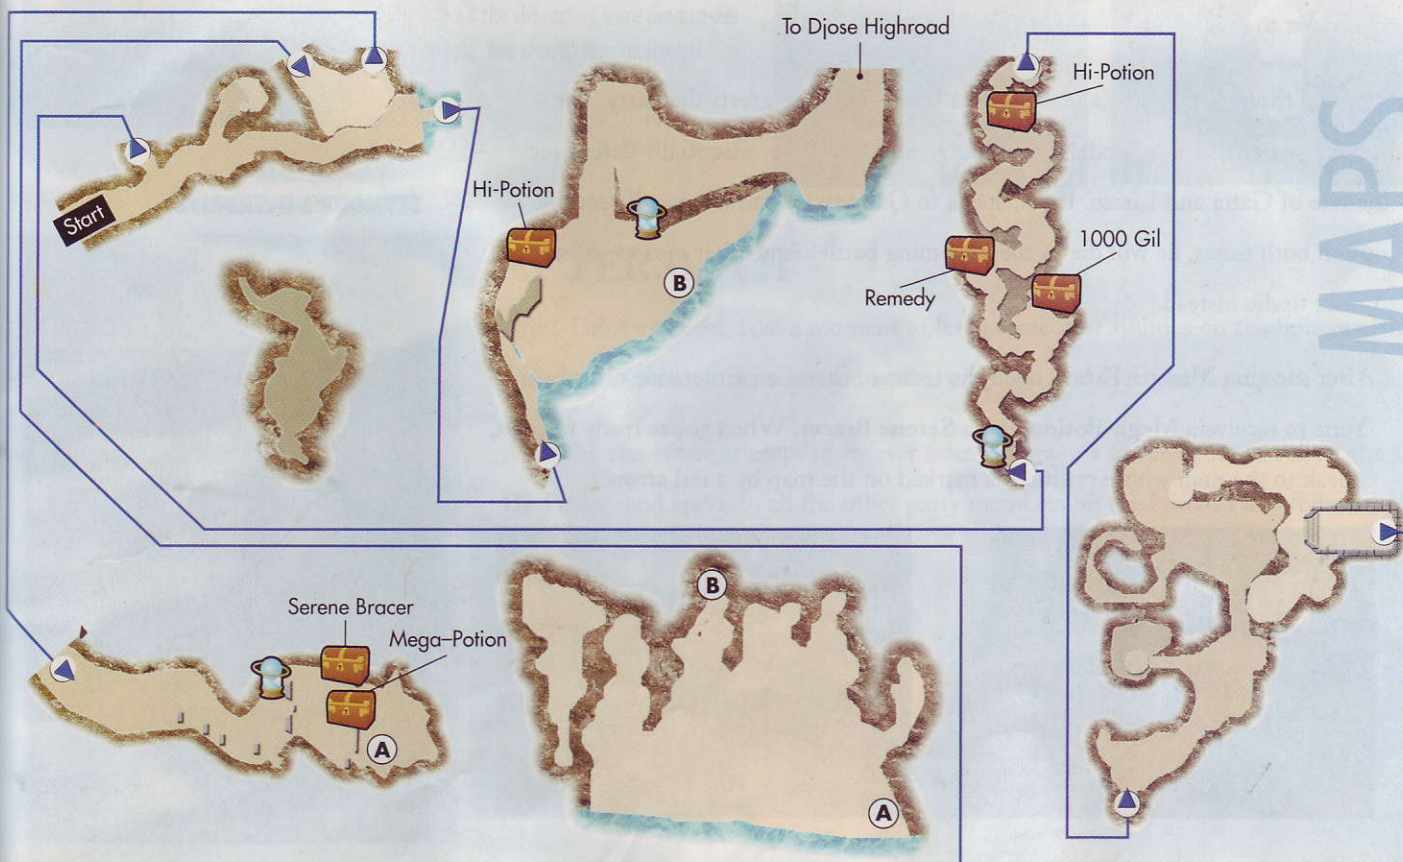 To Djose Highroad
Hi-Potion
MAPS
Start
Hi-Potion
B
1000 Gil
Remedy
Serene Bracer
Mega–Potion
A
B
A